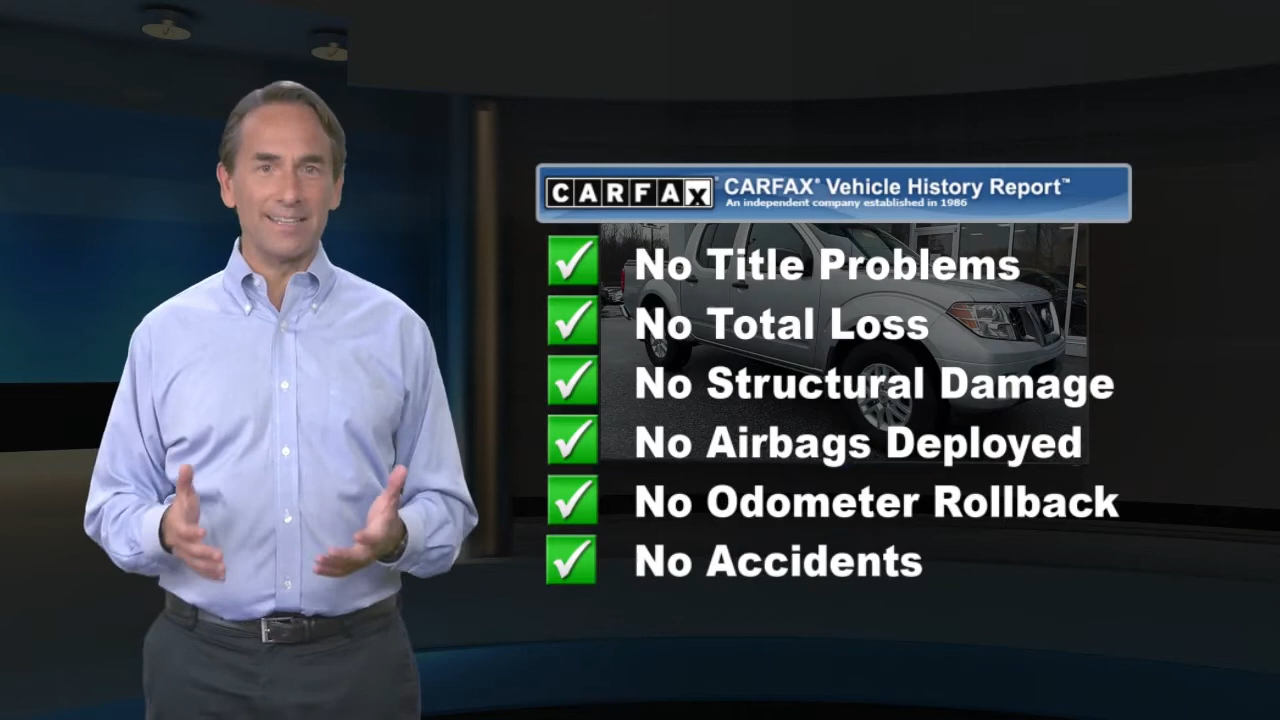 CARFAX® CARFAX® Vehicle History Report™
An independent company established in 1986
No Title Problems
No Total Loss
No Structural Damage
No Airbags Deployed
No Odometer Rollback
No Accidents